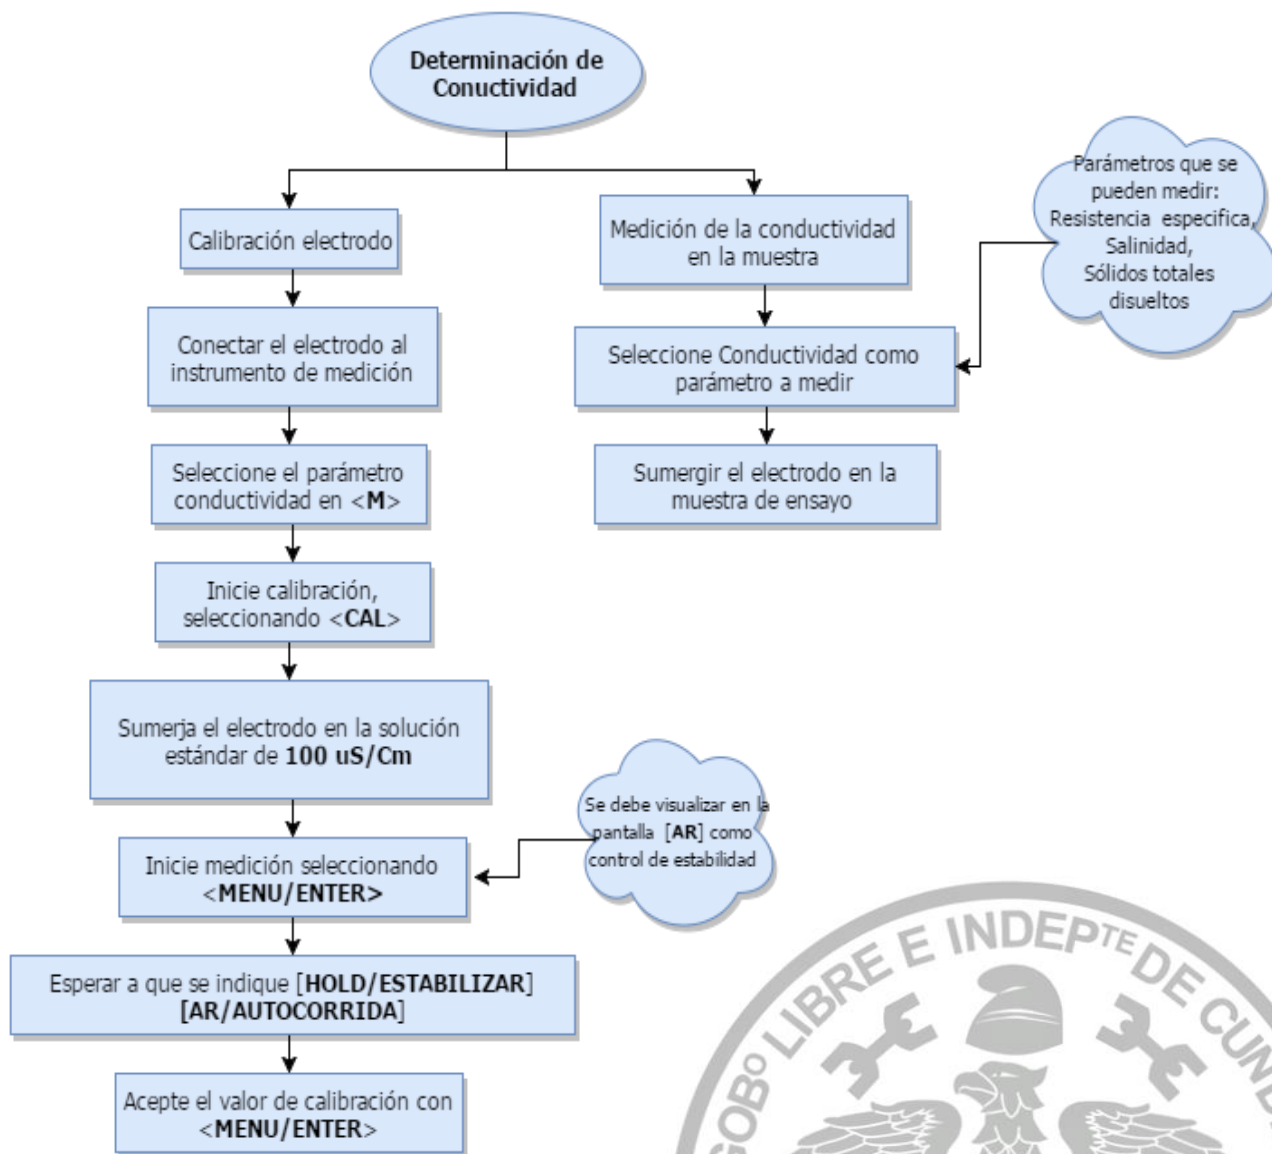 Determinación de
Conuctividad
Calibración electrodo
Conectar el electrodo al
instrumento de medición
Seleccione el parámetro
conductividad en <M>
Inicie calibración,
seleccionando <CAL>
Sumerja el electrodo en la solución
estándar de 100 uS/Cm
Inicie medición seleccionando
<MENU/ENTER>
Se debe visualizar en la
pantalla [AR] como
control de estabilidad
Esperar a que se indique [HOLD/ESTABILIZAR]
[AR/AUTOCORRIDA]
Acepte el valor de calibración con
<MENU/ENTER>
Medición de la conductividad
en la muestra
Seleccione Conductividad como
parámetro a medir
Sumergir el electrodo en la
muestra de ensayo
Parámetros que se
pueden medir:
Resistencia especifica,
Salinidad,
Sólidos totales
disueltos
GOBº LIBRE E INDEPTE DE